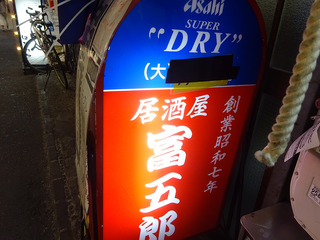 Asahi
SUPER
"DRY"
(大
創業昭和七年
居酒屋
富五郎